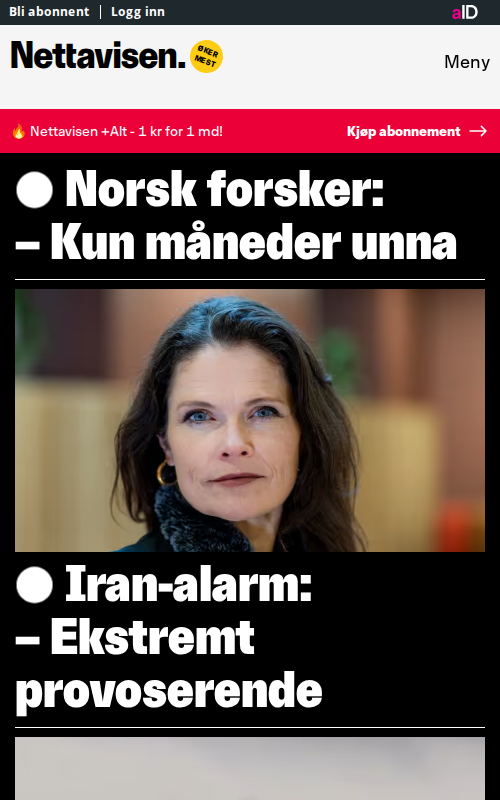 Bli abonnent | Logg inn
aID
Nettavisen.
ØKER
MEST
Meny
Nettavisen +Alt - 1 kr for 1 md!
Kjøp abonnement →
Norsk forsker:
– Kun måneder unna
Iran-alarm:
– Ekstremt
provoserende